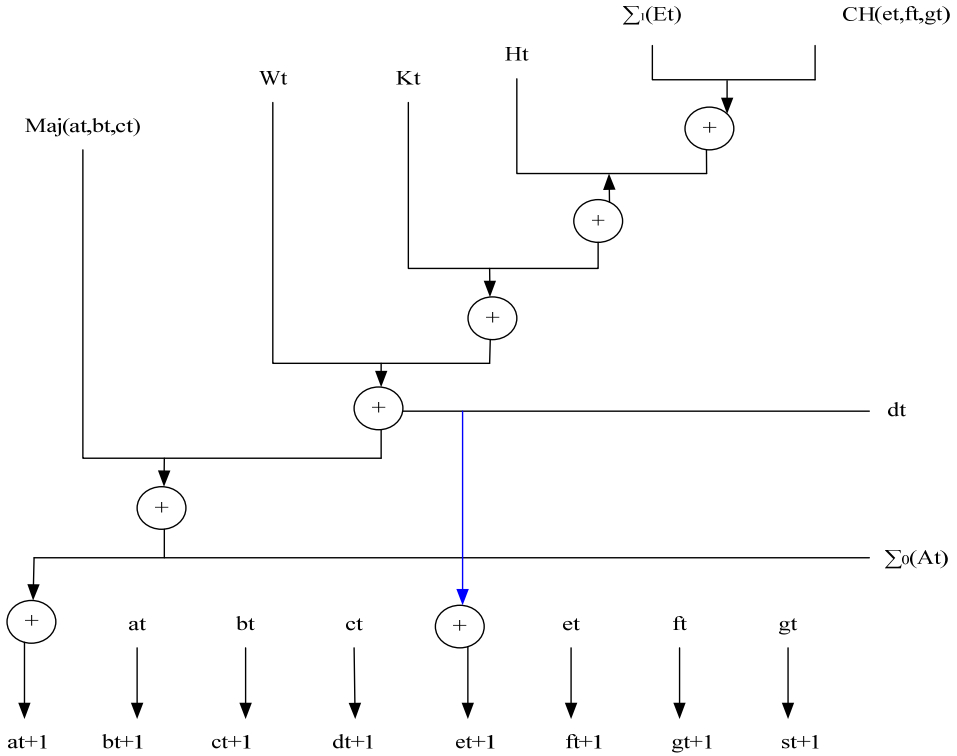 ∑₁(Et) CH(et,ft,gt)
Ht
Wt Kt
Maj(at,bt,ct)
+
+
+
+ dt
+
∑₀(At)
+ at bt ct + et ft gt
at+1 bt+1 ct+1 dt+1 et+1 ft+1 gt+1 st+1